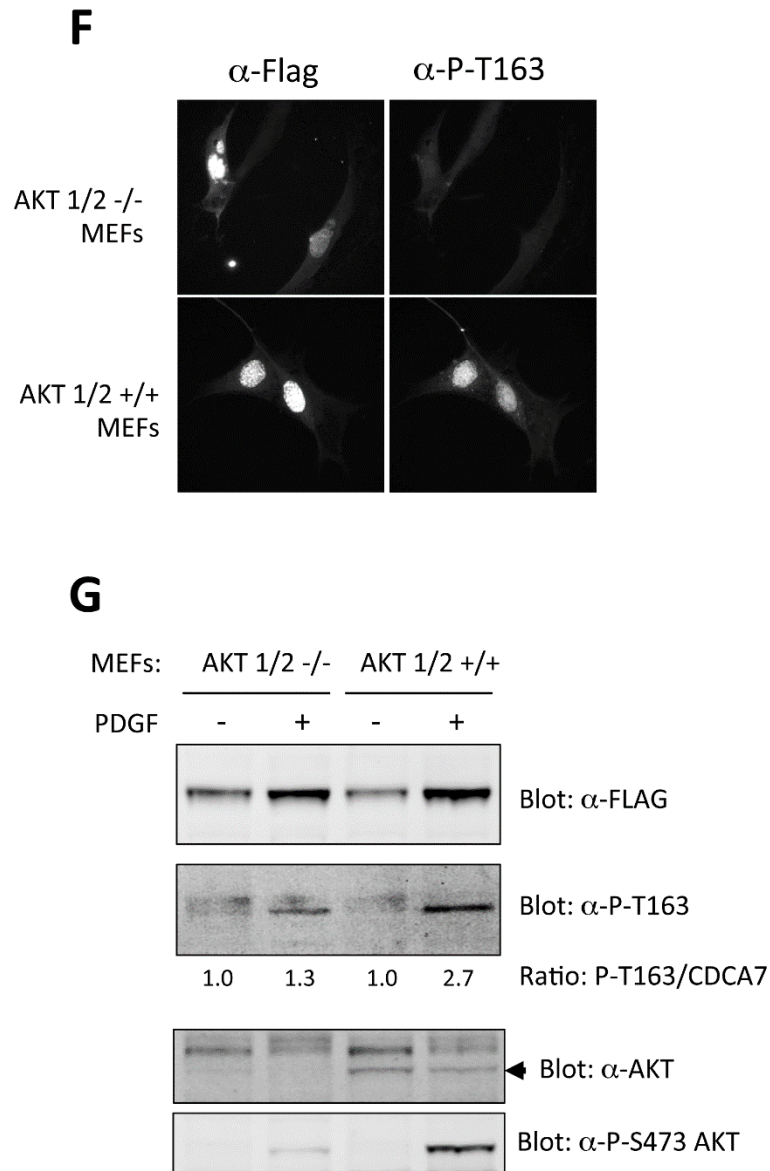 F
α-Flag α-P-T163
AKT 1/2 -/-
MEFs
AKT 1/2 +/+
MEFs
G
MEFs: AKT 1/2 -/- AKT 1/2 +/+
PDGF - + - +
Blot: α-FLAG
Blot: α-P-T163
1.0 1.3 1.0 2.7 Ratio: P-T163/CDCA7
Blot: α-AKT
Blot: α-P-S473 AKT